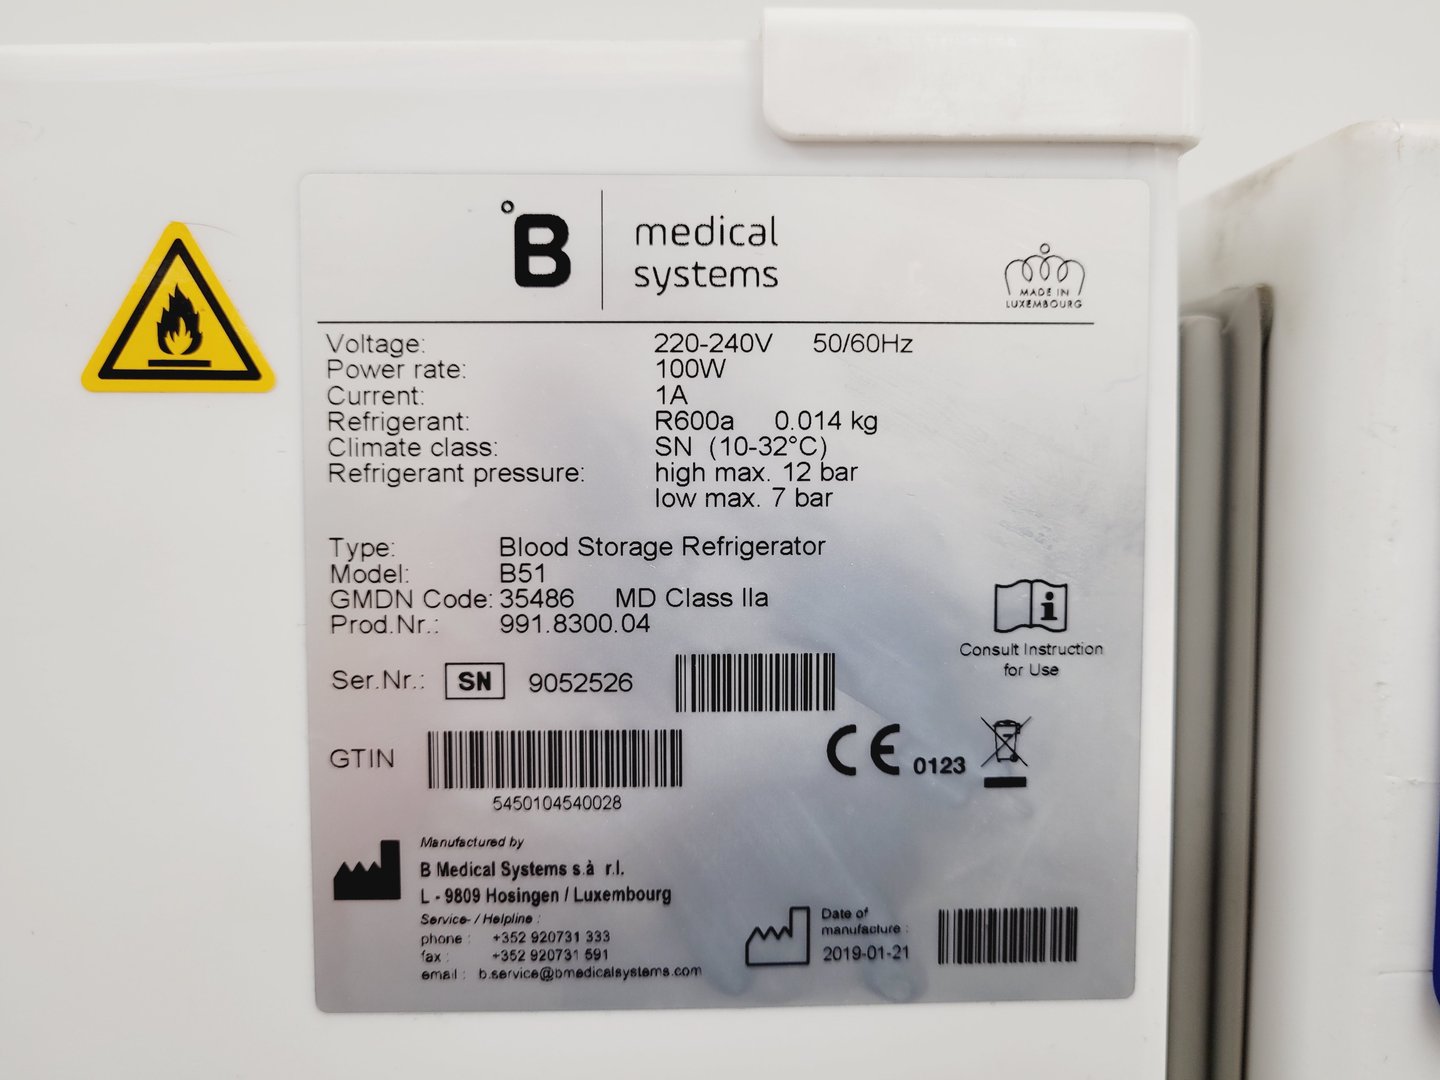 B medical
systems
MADE IN
LUXEMBOURG
Voltage: 220-240V 50/60Hz
Power rate: 100W
Current: 1A
Refrigerant: R600a 0.014 kg
Climate class: SN (10-32°C)
Refrigerant pressure: high max. 12 bar
low max. 7 bar
Type: Blood Storage Refrigerator
Model: B51
GMDN Code: 35486 MD Class IIa
Prod.Nr.: 991.8300.04
Consult Instruction
for Use
Ser.Nr.: SN 9052526
GTIN
5450104540028
CE 0123
Manufactured by
B Medical Systems s.à r.l.
L - 9809 Hosingen / Luxembourg
Service- / Helpline :
phone : +352 920731 333
fax : +352 920731 591
email : b.service@bmedicalsystems.com
Date of
manufacture :
2019-01-21